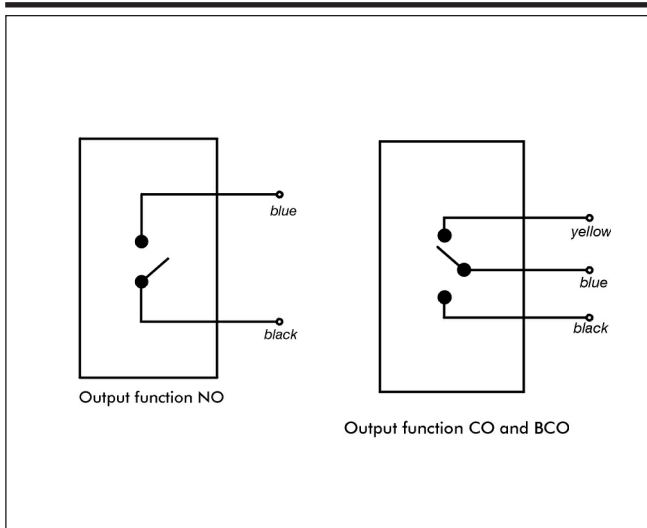 blue
black
Output function NO
yellow
blue
black
Output function CO and BCO